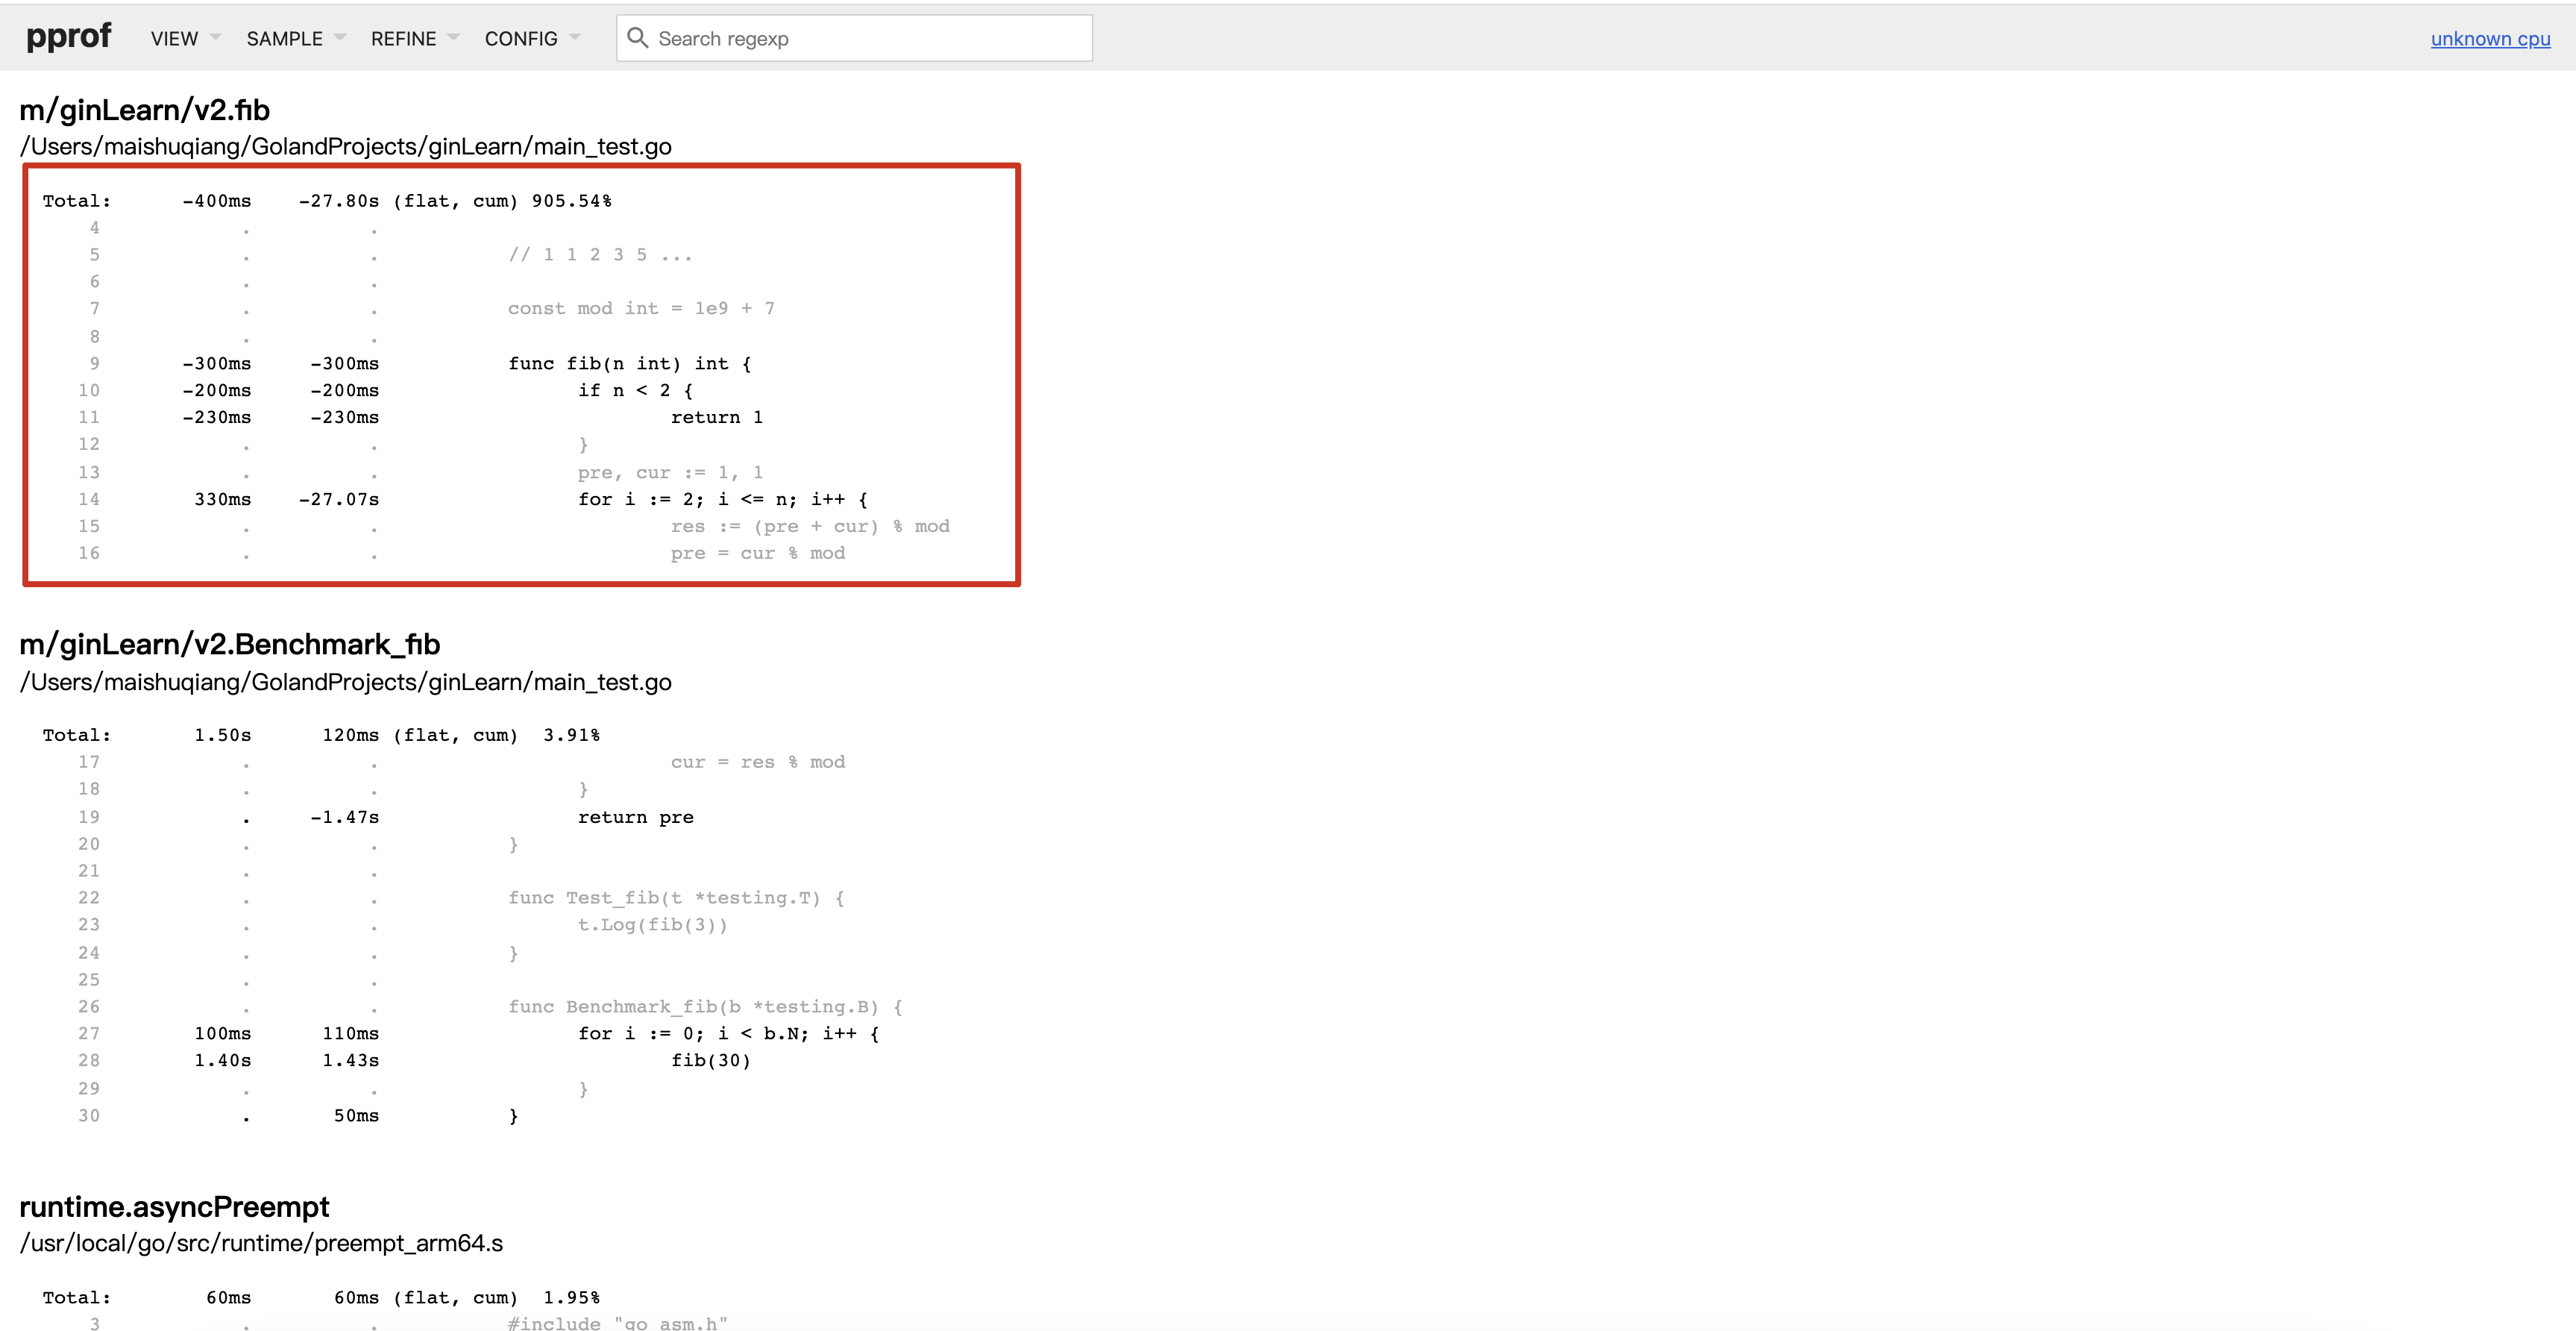 pprof VIEW SAMPLE REFINE CONFIG Search regexp unknown cpu
m/ginLearn/v2.fib
/Users/maishuqiang/GolandProjects/ginLearn/main_test.go
Total: -400ms -27.80s (flat, cum) 905.54%
4 . .
5 . . // 1 1 2 3 5 ...
6 . .
7 . . const mod int = 1e9 + 7
8 . .
9 -300ms -300ms func fib(n int) int {
10 -200ms -200ms if n < 2 {
11 -230ms -230ms return 1
12 . . }
13 . . pre, cur := 1, 1
14 330ms -27.07s for i := 2; i <= n; i++ {
15 . . res := (pre + cur) % mod
16 . . pre = cur % mod
m/ginLearn/v2.Benchmark_fib
/Users/maishuqiang/GolandProjects/ginLearn/main_test.go
Total: 1.50s 120ms (flat, cum) 3.91%
17 . . cur = res % mod
18 . . }
19 . -1.47s return pre
20 . . }
21 . .
22 . . func Test_fib(t *testing.T) {
23 . . t.Log(fib(3))
24 . . }
25 . .
26 . . func Benchmark_fib(b *testing.B) {
27 100ms 110ms for i := 0; i < b.N; i++ {
28 1.40s 1.43s fib(30)
29 . . }
30 . 50ms }
runtime.asyncPreempt
/usr/local/go/src/runtime/preempt_arm64.s
Total: 60ms 60ms (flat, cum) 1.95%
3 . . #include "go_asm.h"